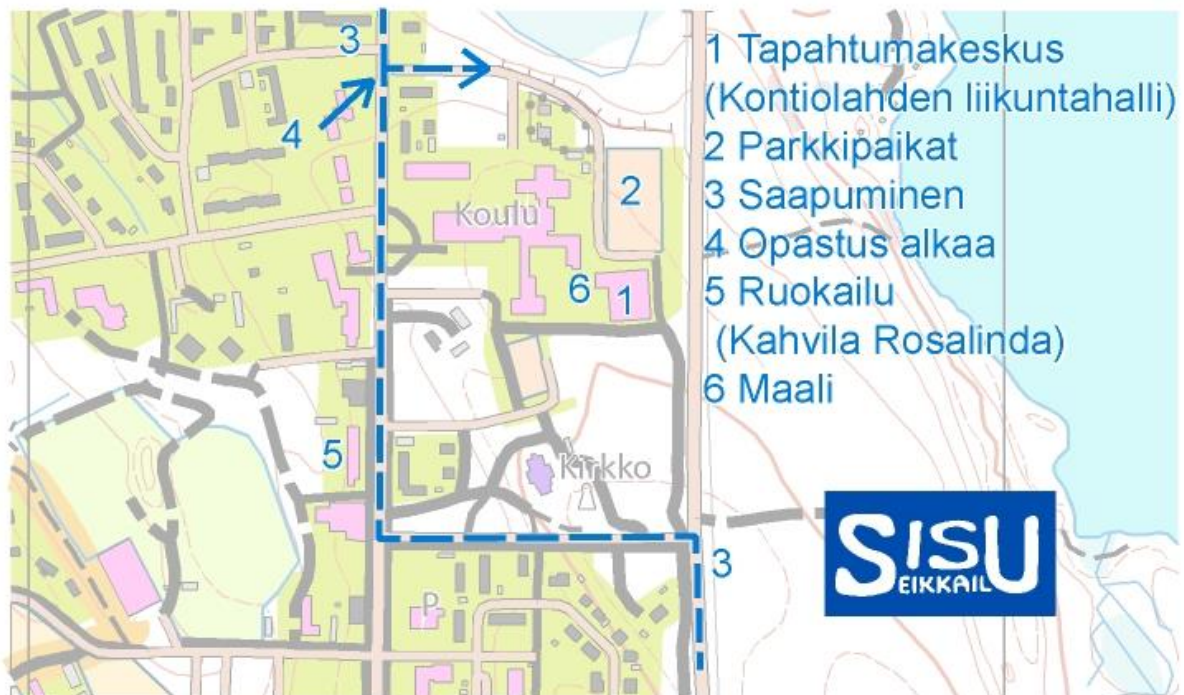 1 Tapahtumakeskus
(Kontiolahden liikuntahalli)
2 Parkkipaikat
3 Saapuminen
4 Opastus alkaa
5 Ruokailu
(Kahvila Rosalinda)
6 Maali
3
4
2
Koulu
6
1
5
Kirkko
3
P
SISU
SEIKKAILU